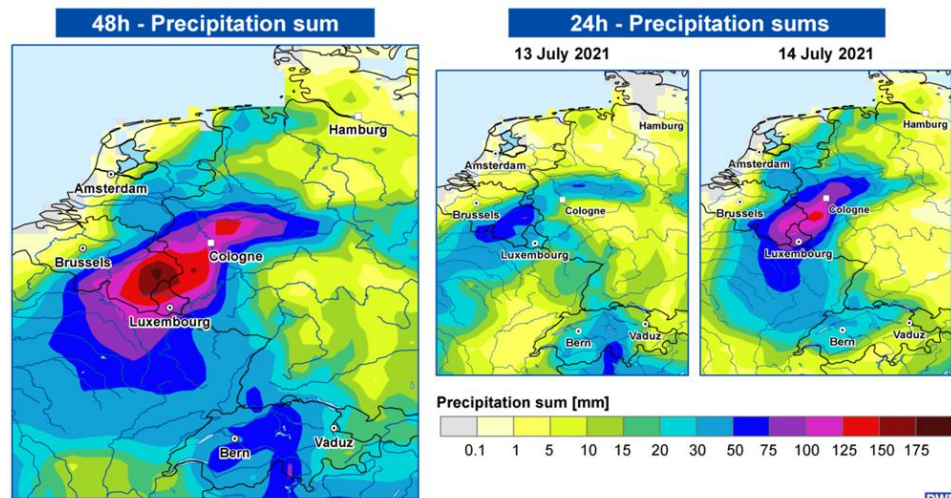 48h - Precipitation sum
Hamburg
Amsterdam
Brussels
Cologne
Luxembourg
Bern
Vaduz
24h - Precipitation sums
13 July 2021
14 July 2021
Hamburg
Amsterdam
Brussels
Cologne
Luxembourg
Bern
Vaduz
Hamburg
Amsterdam
Brussels
Cologne
Luxembourg
Bern
Vaduz
Precipitation sum [mm]
0.1 1 5 10 15 20 30 50 75 100 125 150 175